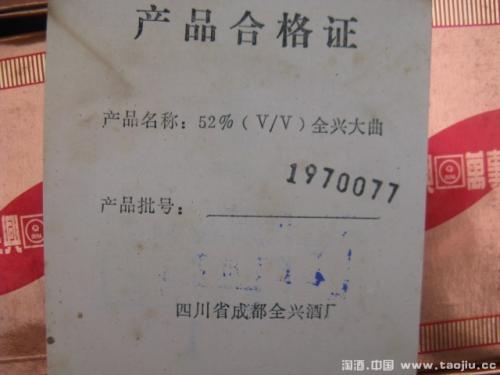 产品合格证
产品名称：52%（V/V）全兴大曲
1970077
产品批号：
四川省成都全兴酒厂
淘酒.中国 www.taojiu.cc